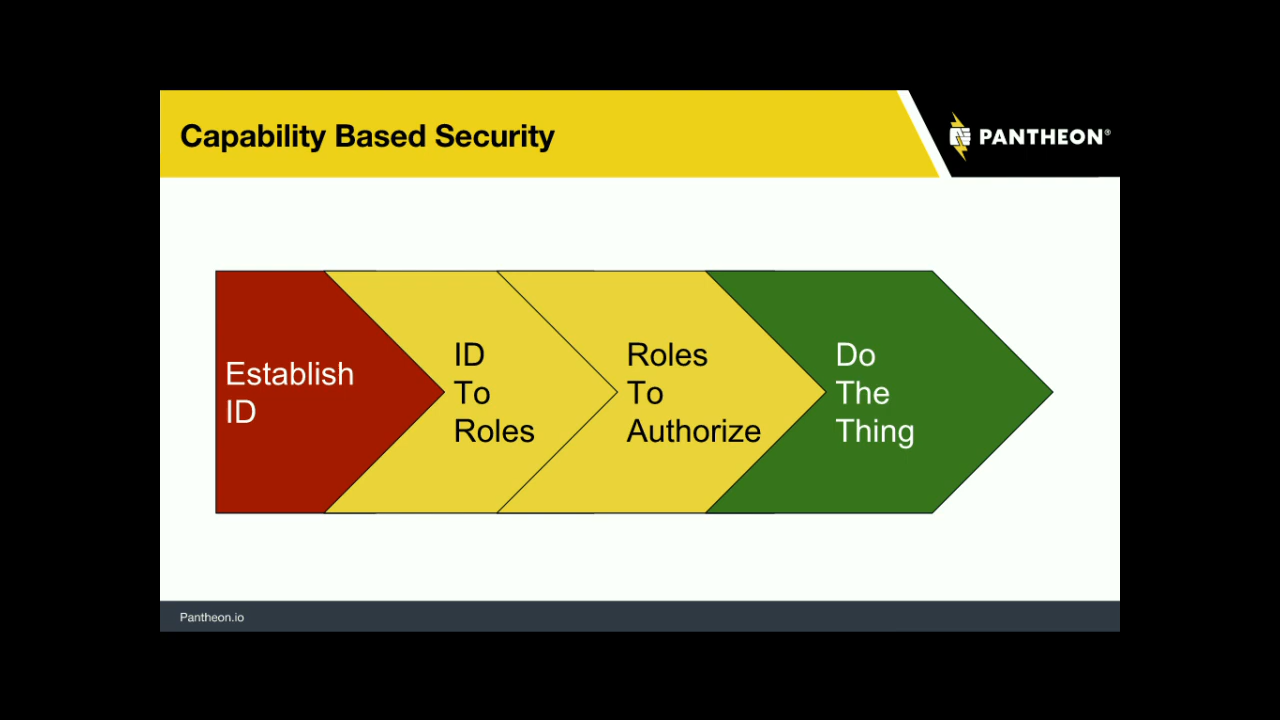 Capability Based Security
PANTHEON®
Establish
ID
ID
To
Roles
Roles
To
Authorize
Do
The
Thing
Pantheon.io